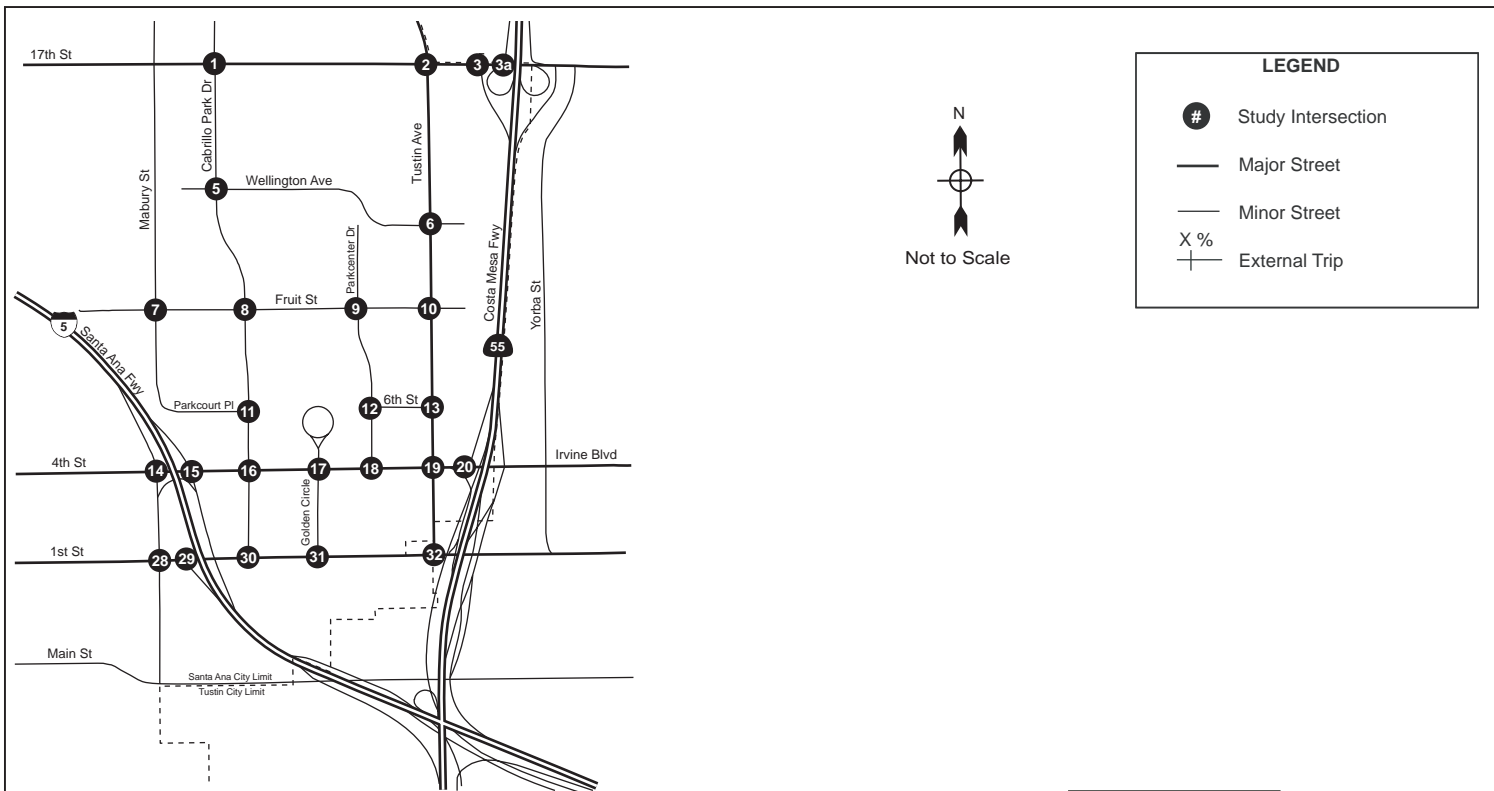 17th St
1
2
3
3a
Cabrillo Park Dr
Tustin Ave
Mabury St
5
Wellington Ave
6
Parkcenter Dr
Costa Mesa Fwy
Yorba St
7
8
Fruit St
9
10
5
Santa Ana Fwy
55
Parkcourt Pl
11
12
6th St
13
4th St
14
15
16
17
18
19
20
Irvine Blvd
Golden Circle
1st St
28
29
30
31
32
Main St
Santa Ana City Limit
Tustin City Limit
N
Not to Scale
LEGEND
# Study Intersection
Major Street
Minor Street
X %
External Trip